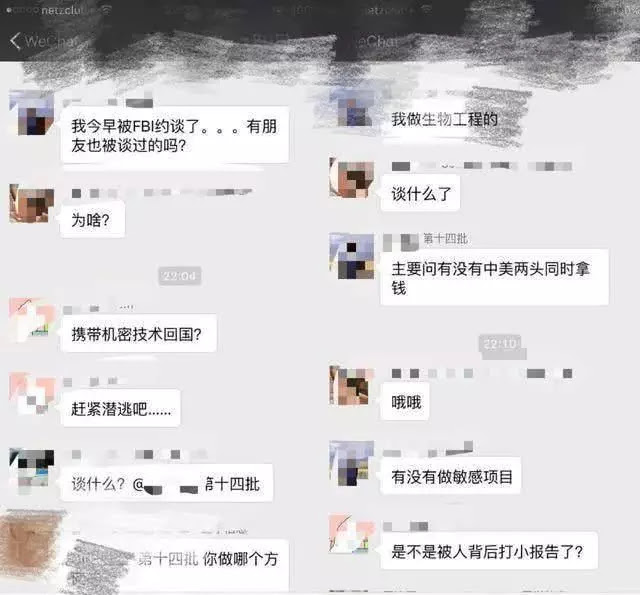 netzclub
WeChat
我今早被FBI约谈了。。。有朋
友也被谈过的吗?
为啥?
22:04
携带机密技术回国?
赶紧潜逃吧......
谈什么? @
第十四批
第十四批 你做哪个方
netzclub
WeChat
我做生物工程的
谈什么了
第十四批
主要问有没有中美两头同时拿
钱
22:10
哦哦
有没有做敏感项目
是不是被人背后打小报告了?